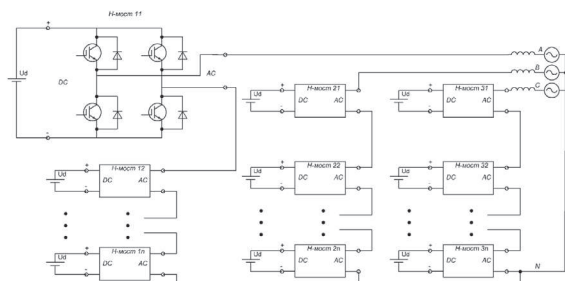 H-мост 11
+
Ud
DC
AC
-
A
B
C
H-мост 21
+
Ud
DC
AC
-
H-мост 31
+
Ud
DC
AC
-
H-мост 12
+
Ud
DC
AC
-
H-мост 22
+
Ud
DC
AC
-
H-мост 32
+
Ud
DC
AC
-
H-мост 1n
+
Ud
DC
AC
-
H-мост 2n
+
Ud
DC
AC
-
H-мост 3n
+
Ud
DC
AC
-
N